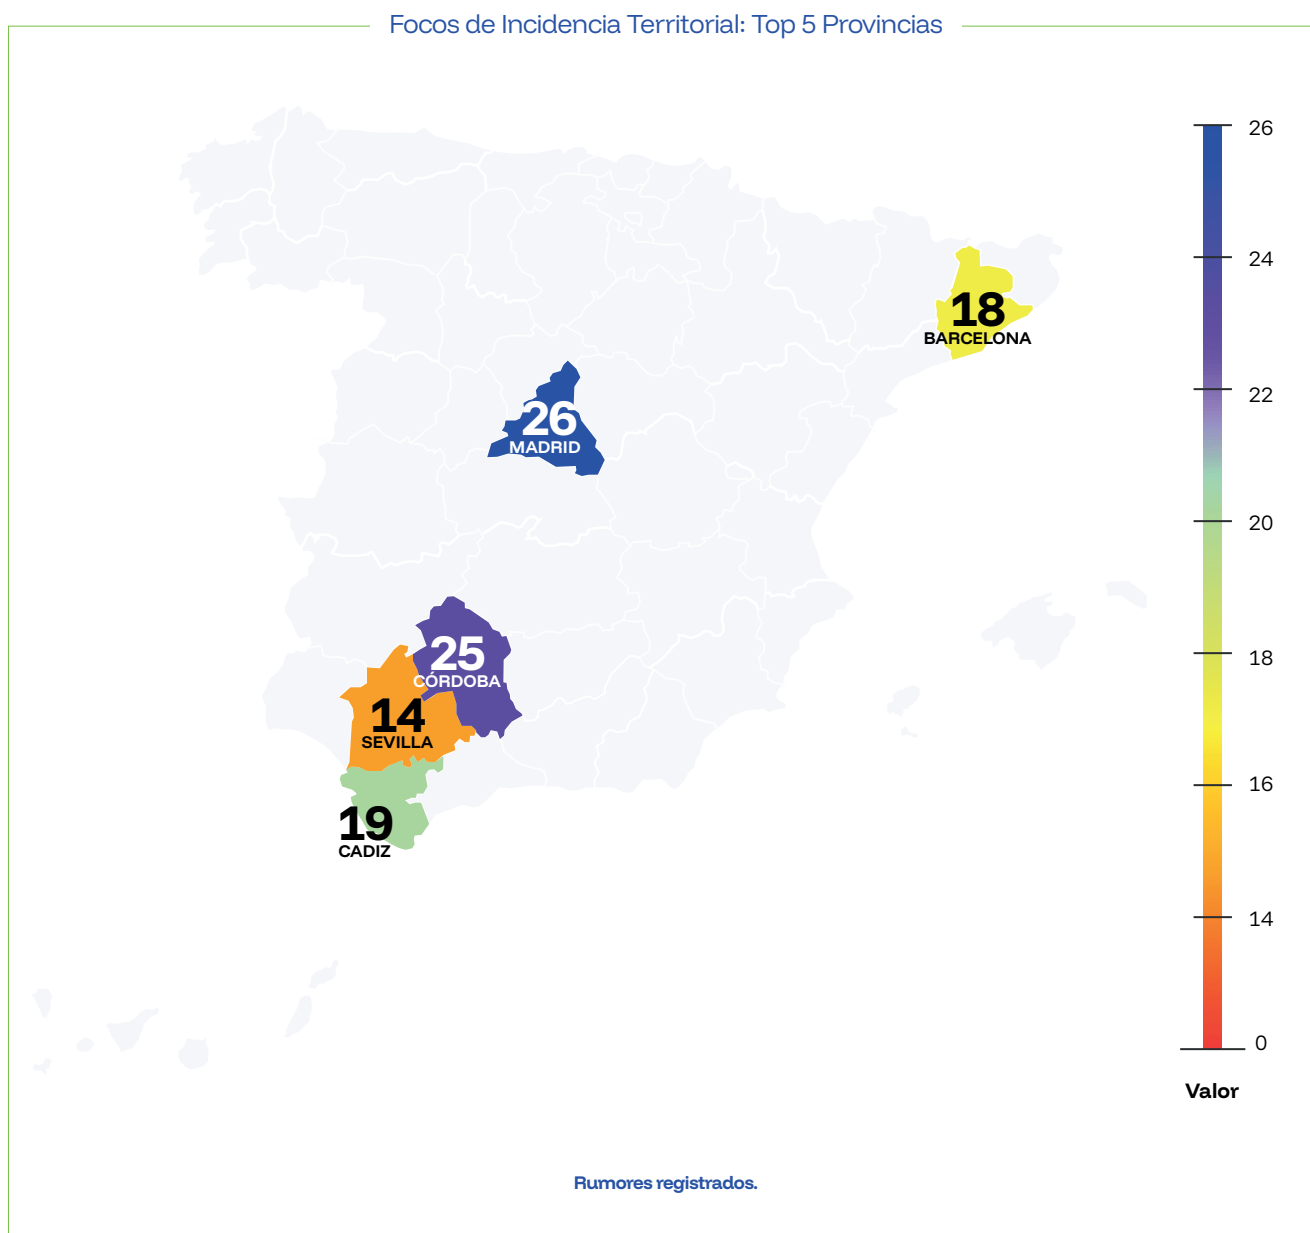 Focos de Incidencia Territorial: Top 5 Provincias
26
24
22
20
18
16
14
0
Valor
18
BARCELONA
26
MADRID
25
CÓRDOBA
14
SEVILLA
19
CADIZ
Rumores registrados.